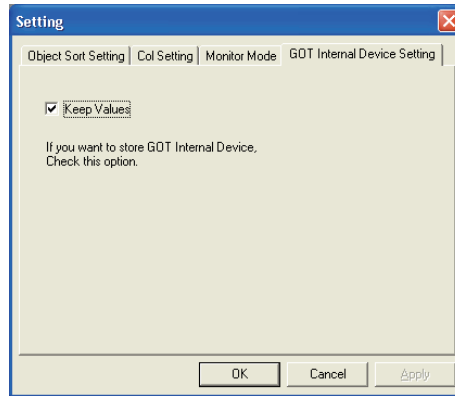 Setting
Object Sort Setting Col Setting Monitor Mode GOT Internal Device Setting
Keep Values
If you want to store GOT Internal Device,
Check this option.
OK Cancel Apply